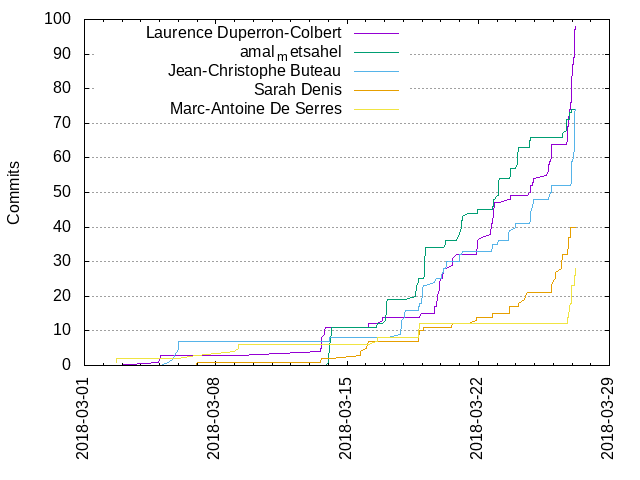 100
90
80
70
60
50
40
30
20
10
0
Commits
Laurence Duperron-Colbert
amalmetsahel
Jean-Christophe Buteau
Sarah Denis
Marc-Antoine De Serres
2018-03-01
2018-03-08
2018-03-15
2018-03-22
2018-03-29